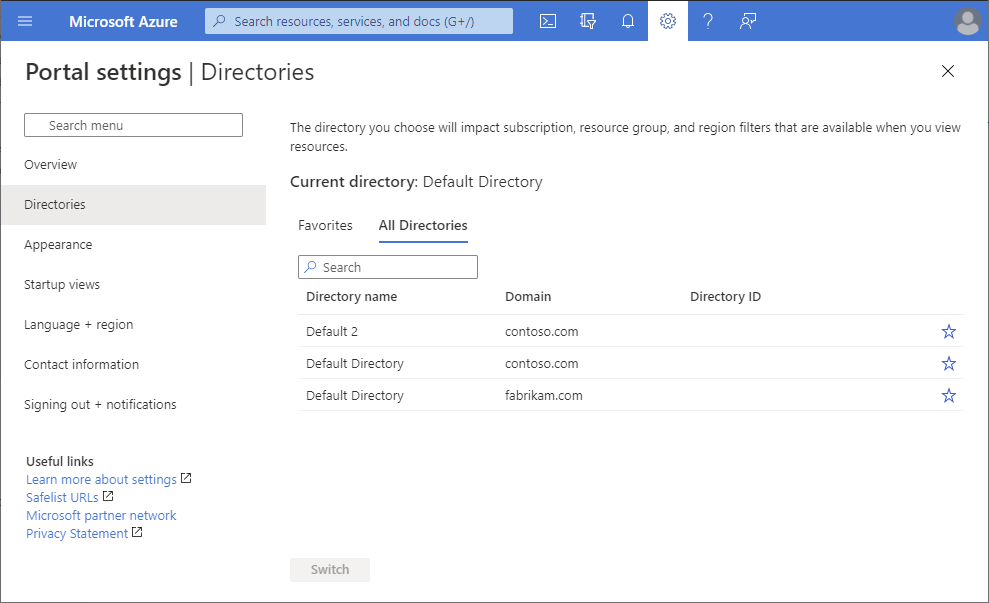 Microsoft Azure
Search resources, services, and docs (G+/)
Portal settings | Directories
Search menu
Overview
Directories
Appearance
Startup views
Language + region
Contact information
Signing out + notifications
Useful links
Learn more about settings
Safelist URLs
Microsoft partner network
Privacy Statement
The directory you choose will impact subscription, resource group, and region filters that are available when you view
resources.
Current directory: Default Directory
Favorites All Directories
Search
Directory name Domain Directory ID
Default 2 contoso.com
Default Directory contoso.com
Default Directory fabrikam.com
Switch